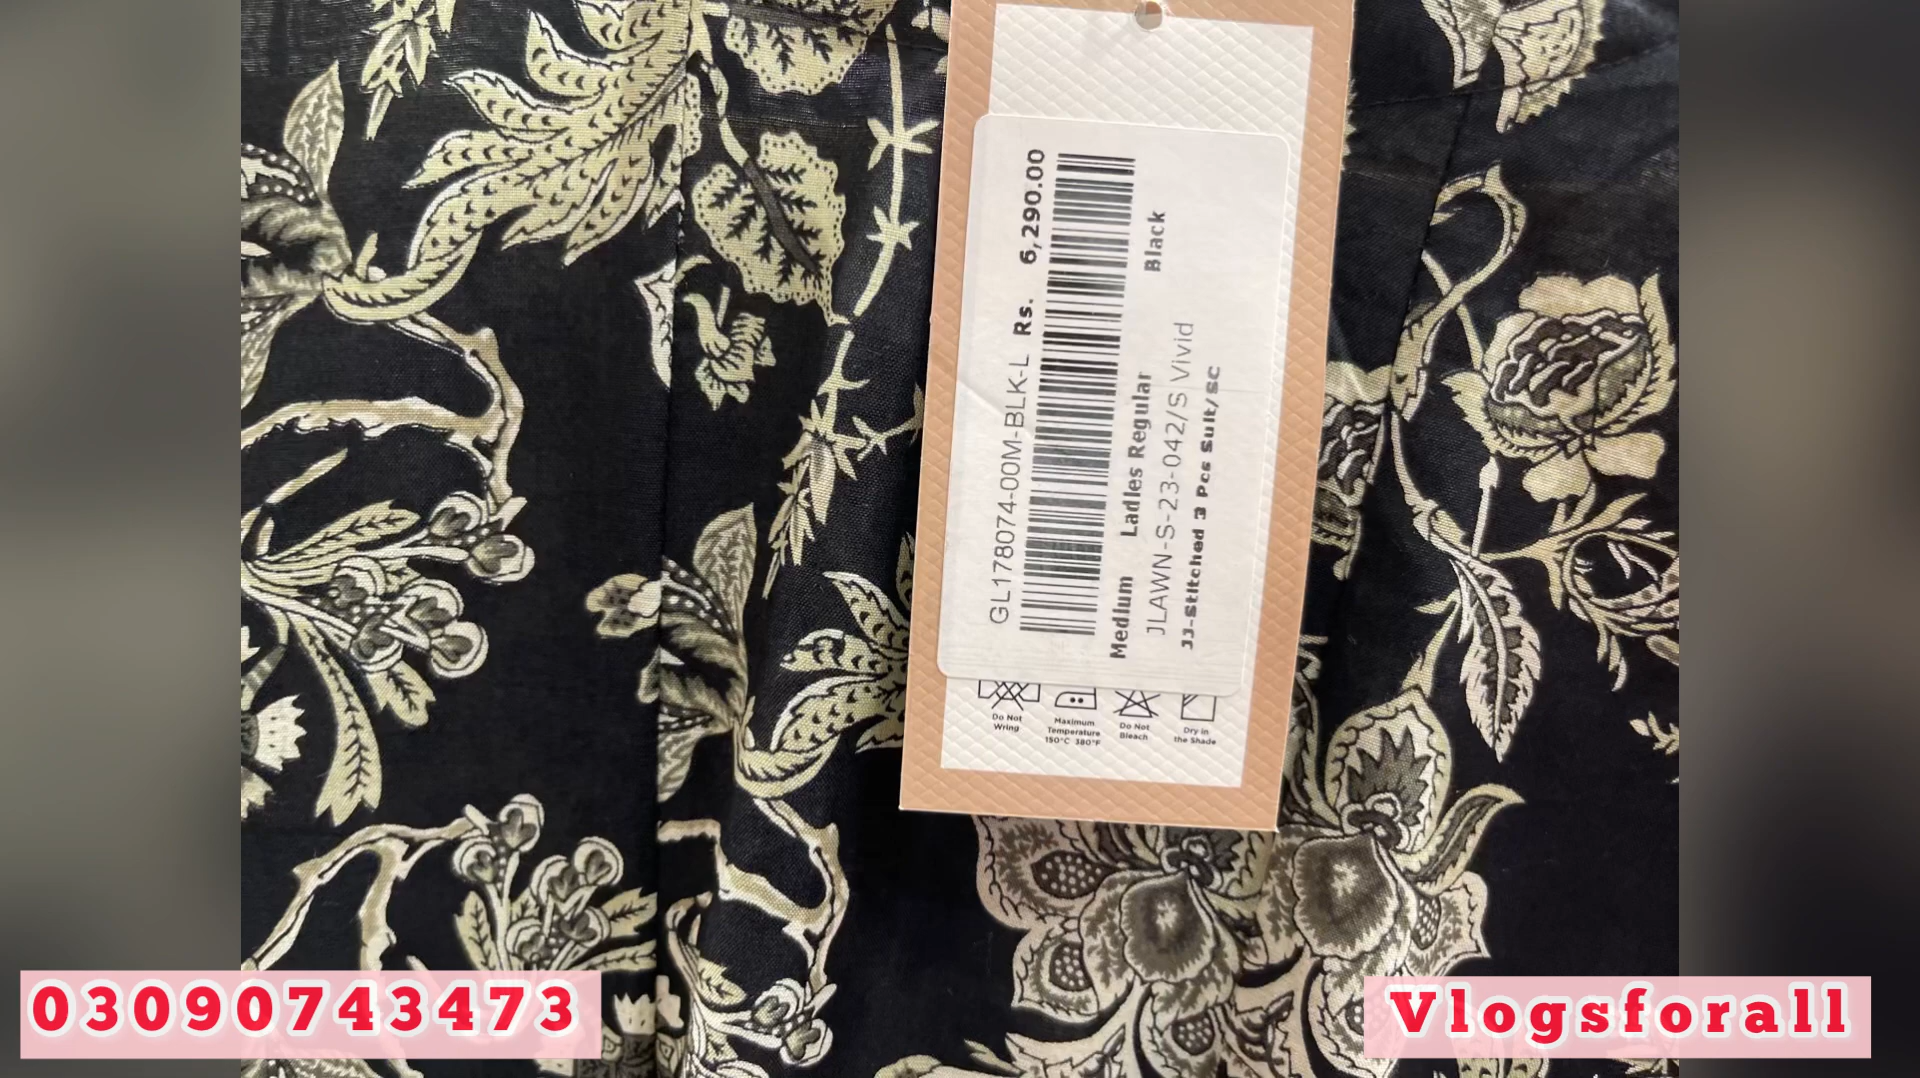 GL178074-00M-BLK-L Rs. 6,290.00
Medium Ladies Regular Black
JLAWN-S-23-042/S Vivid
JJ-Stitched 3 Pcs Suit/ SC
Do Not Wring
Maximum Temperature 150°C 380°F
Do Not Bleach
Dry in the Shade
03090743473
Vlogsforall